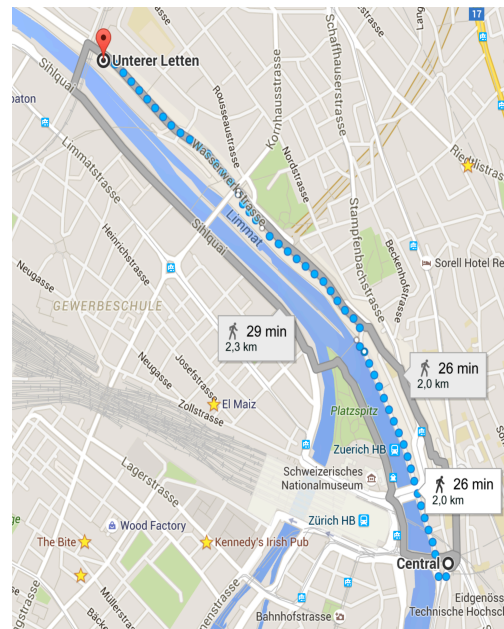 17
Unterer Letten
Sihlquai
Schaffhauserstrasse
Kornhausstrasse
Rousseaustrasse
Limmatstrasse
Wasserwerkstrasse
Nordstrasse
Riedtlistras
Limmat
Sihlquai
Stampfenbachstrasse
Beckenhofstrasse
Heinrichstrasse
Sorell Hotel Re
Neugasse
GEWERBESCHULE
29 min
2,3 km
26 min
2,0 km
Neugasse
Josefstrasse
El Maiz
Zollstrasse
Platzspitz
Zuerich HB
Lagerstrasse
Schweizerisches
Nationalmuseum
26 min
2,0 km
Wood Factory
Zürich HB
The Bite
Kennedy's Irish Pub
Central
Müllerstrasse
Eidgenöss
Technische Hochsc
Bahnhofstrasse